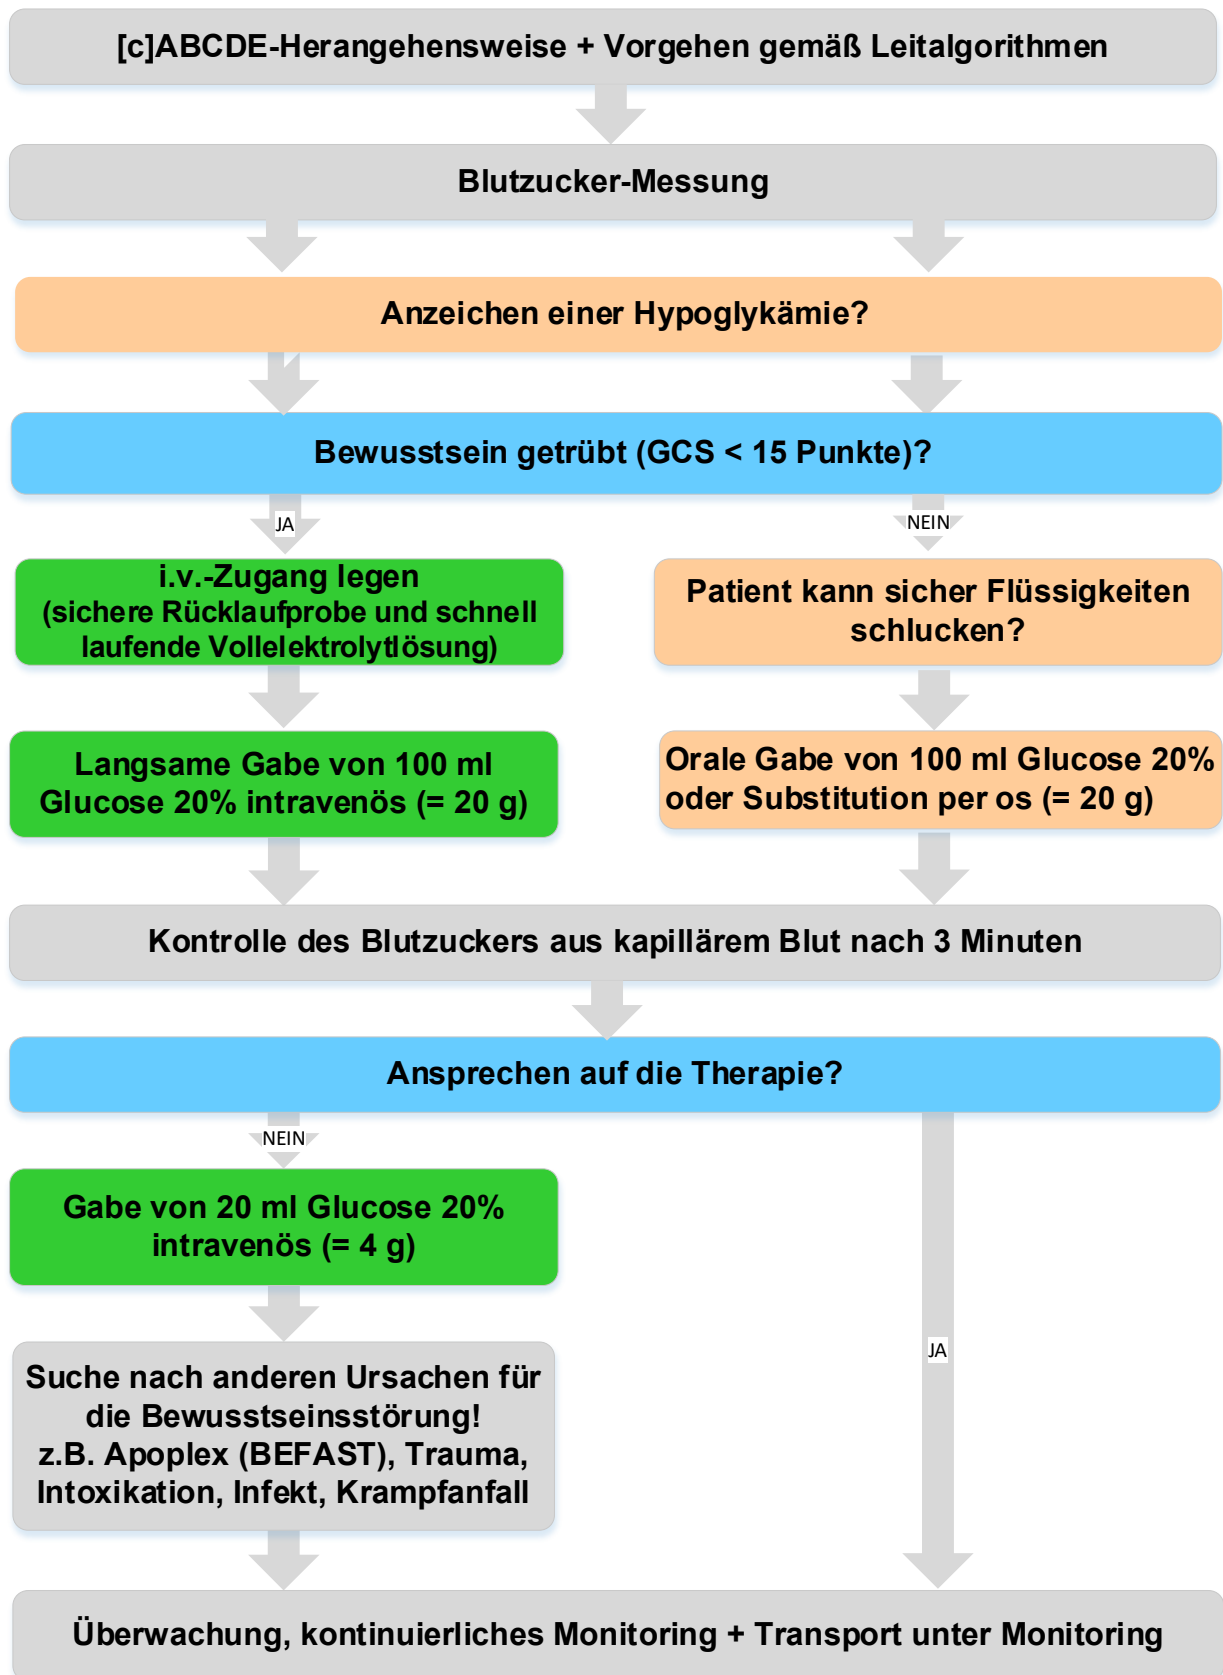 [c]ABCDE-Herangehensweise + Vorgehen gemäß Leitalgorithmen
Blutzucker-Messung
Anzeichen einer Hypoglykämie?
Bewusstsein getrübt (GCS < 15 Punkte)?
JA
NEIN
i.v.-Zugang legen
(sichere Rücklaufprobe und schnell
laufende Vollelektrolytlösung)
Patient kann sicher Flüssigkeiten
schlucken?
Langsame Gabe von 100 ml
Glucose 20% intravenös (= 20 g)
Orale Gabe von 100 ml Glucose 20%
oder Substitution per os (= 20 g)
Kontrolle des Blutzuckers aus kapillärem Blut nach 3 Minuten
Ansprechen auf die Therapie?
NEIN
Gabe von 20 ml Glucose 20%
intravenös (= 4 g)
JA
Suche nach anderen Ursachen für
die Bewusstseinsstörung!
z.B. Apoplex (BEFAST), Trauma,
Intoxikation, Infekt, Krampfanfall
Überwachung, kontinuierliches Monitoring + Transport unter Monitoring